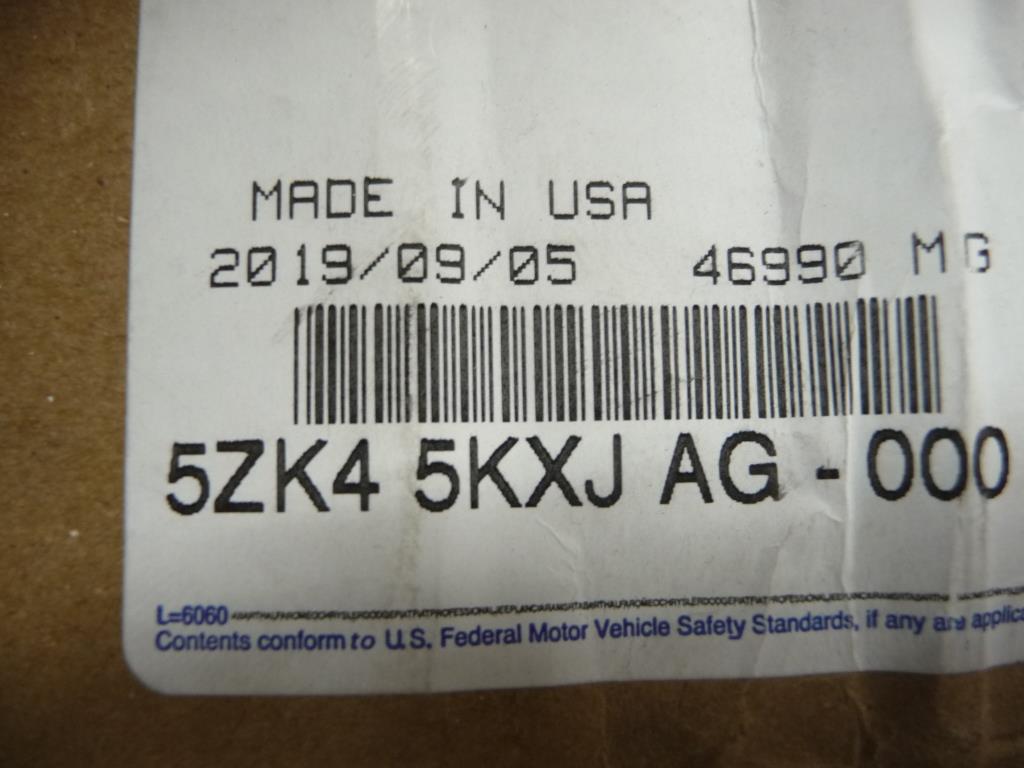 MADE IN USA
2019/09/05 46990 MG
5ZK4 5KXJ AG - 000
L=6060
Contents conform to U.S. Federal Motor Vehicle Safety Standards, if any are